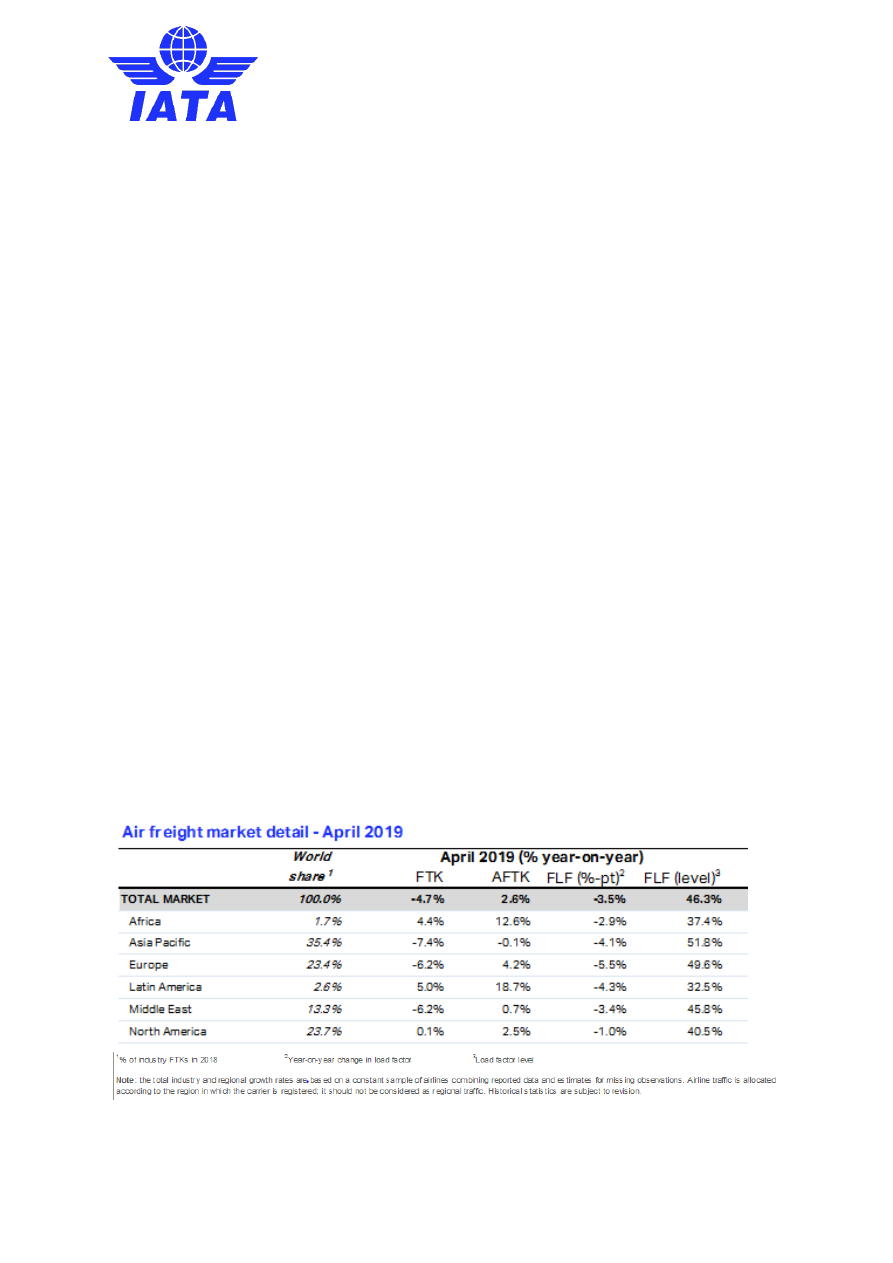 IATA
Air freight market detail - April 2019
World share 1 April 2019 (% year-on-year)
FTK AFTK FLF (%-pt)2 FLF (level)3
TOTAL MARKET 100.0% -4.7% 2.6% -3.5% 46.3%
Africa 1.7% 4.4% 12.6% -2.9% 37.4%
Asia Pacific 35.4% -7.4% -0.1% -4.1% 51.8%
Europe 23.4% -6.2% 4.2% -5.5% 49.6%
Latin America 2.6% 5.0% 18.7% -4.3% 32.5%
Middle East 13.3% -6.2% 0.7% -3.4% 45.8%
North America 23.7% 0.1% 2.5% -1.0% 40.5%
1% of industry FTKs in 2018 2Year-on-year change in load factor 3Load factor level
Note: the total industry and regional growth rates are based on a constant sample of airlines combining reported data and estimates for missing observations. Airline traffic is allocated
according to the region in which the carrier is registered; it should not be considered as regional traffic. Historical statistics are subject to revision.